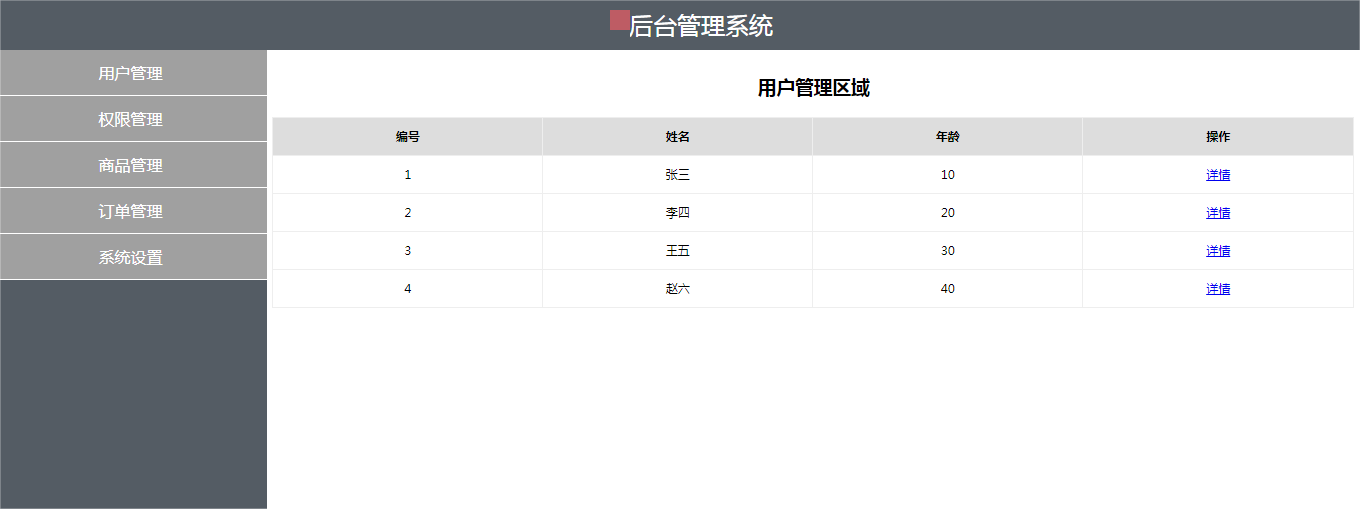 后台管理系统
用户管理
权限管理
商品管理
订单管理
系统设置
用户管理区域
编号 姓名 年龄 操作
1 张三 10 详情
2 李四 20 详情
3 王五 30 详情
4 赵六 40 详情